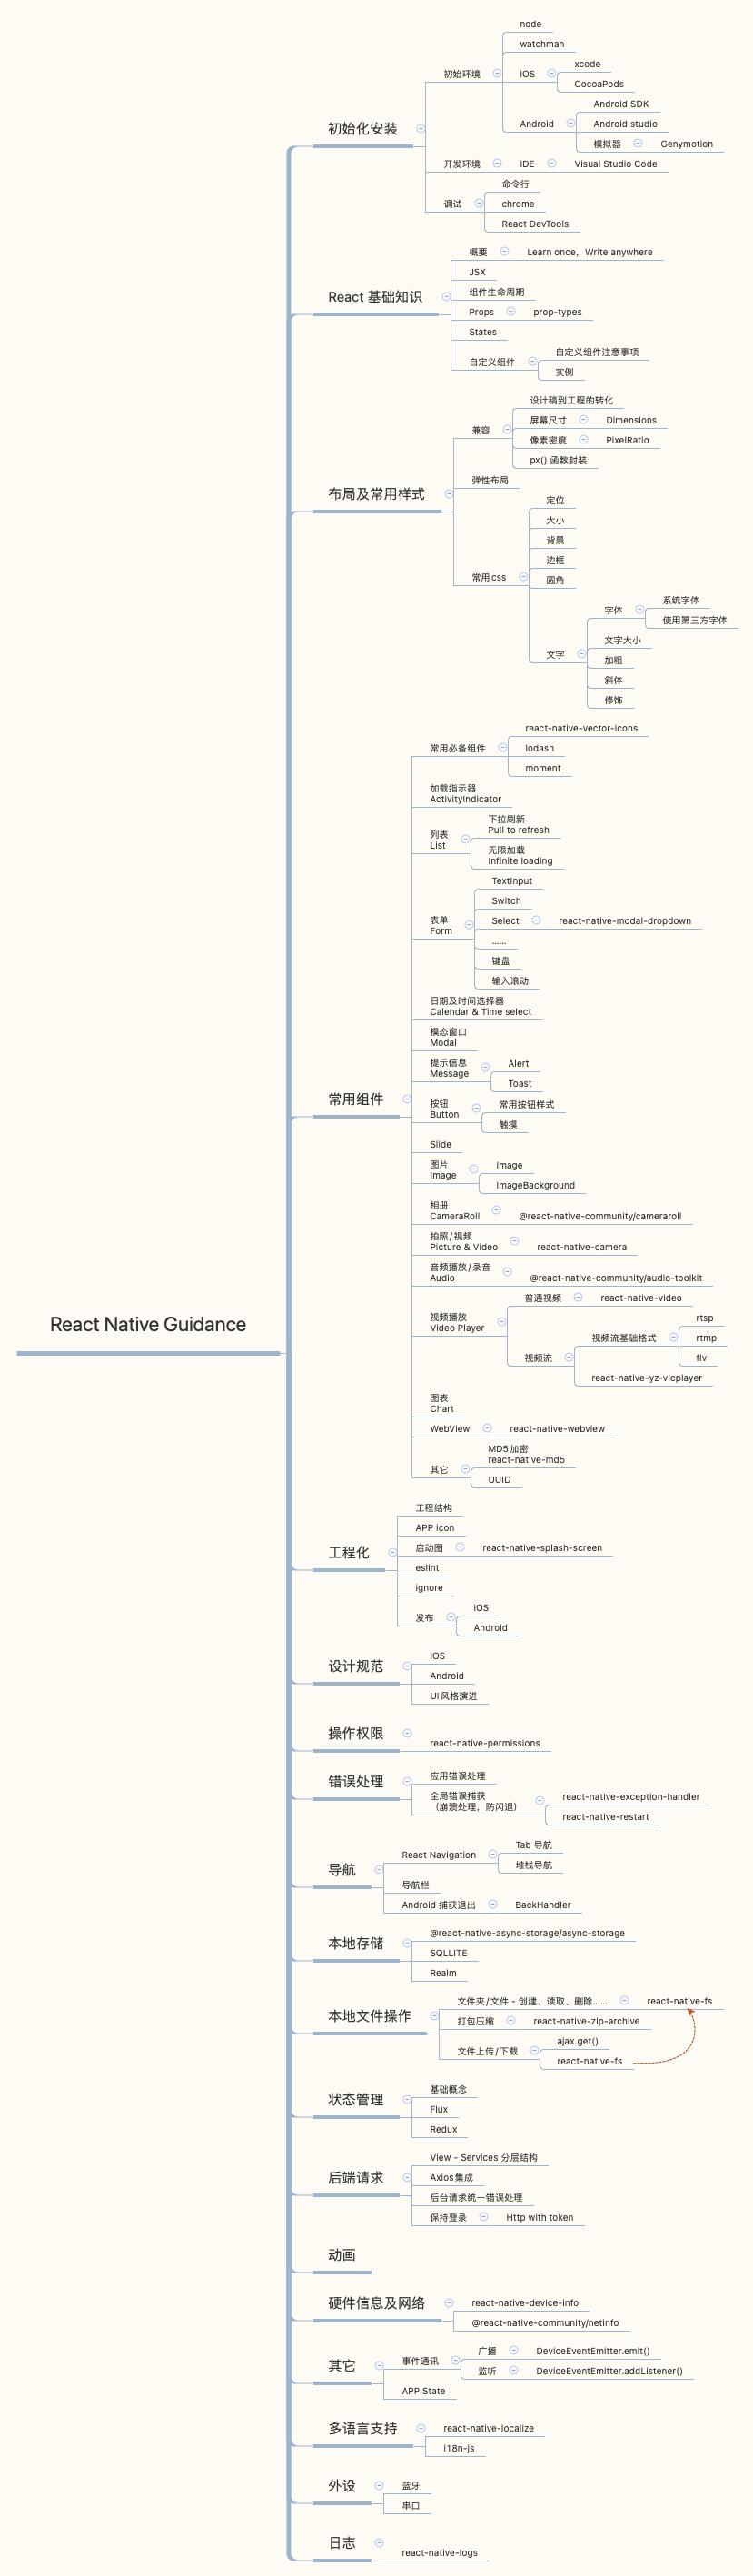 React Native Guidance
初始化安装
初始环境
node
watchman
iOS
xcode
CocoaPods
Android
Android SDK
Android studio
模拟器
Genymotion
开发环境
IDE
Visual Studio Code
调试
命令行
chrome
React DevTools
React 基础知识
概要
Learn once, Write anywhere
JSX
组件生命周期
Props
prop-types
States
自定义组件
自定义组件注意事项
实例
布局及常用样式
兼容
设计稿到工程的转化
屏幕尺寸
Dimensions
像素密度
PixelRatio
px() 函数封装
弹性布局
常用css
定位
大小
背景
边框
圆角
文字
字体
系统字体
使用第三方字体
文字大小
加粗
斜体
修饰
常用组件
常用必备组件
react-native-vector-icons
lodash
moment
加载指示器
ActivityIndicator
列表
List
下拉刷新
Pull to refresh
无限加载
Infinite loading
表单
Form
TextInput
Switch
Select
react-native-modal-dropdown
......
键盘
输入滚动
日期及时间选择器
Calendar & Time select
模态窗口
Modal
提示信息
Message
Alert
Toast
按钮
Button
常用按钮样式
触摸
Slide
图片
Image
Image
ImageBackground
相册
CameraRoll
@react-native-community/cameraroll
拍照/视频
Picture & Video
react-native-camera
音频播放/录音
Audio
@react-native-community/audio-toolkit
视频播放
Video Player
普通视频
react-native-video
视频流
视频流基础格式
rtsp
rtmp
flv
react-native-yz-vlcplayer
图表
Chart
WebView
react-native-webview
其它
MD5加密
react-native-md5
UUID
工程化
工程结构
APP icon
启动图
react-native-splash-screen
eslint
ignore
发布
iOS
Android
设计规范
iOS
Android
UI风格演进
操作权限
react-native-permissions
错误处理
应用错误处理
全局错误捕获
（崩溃处理，防闪退）
react-native-exception-handler
react-native-restart
导航
React Navigation
Tab 导航
堆栈导航
导航栏
Android 捕获退出
BackHandler
本地存储
@react-native-async-storage/async-storage
SQLLITE
Realm
本地文件操作
文件夹/文件 - 创建、读取、删除......
react-native-fs
打包压缩
react-native-zip-archive
文件上传/下载
ajax.get()
react-native-fs
状态管理
基础概念
Flux
Redux
后端请求
View - Services 分层结构
Axios集成
后台请求统一错误处理
保持登录
Http with token
动画
硬件信息及网络
react-native-device-info
@react-native-community/netinfo
其它
事件通讯
广播
DeviceEventEmitter.emit()
监听
DeviceEventEmitter.addListener()
APP State
多语言支持
react-native-localize
i18n-js
外设
蓝牙
串口
日志
react-native-logs